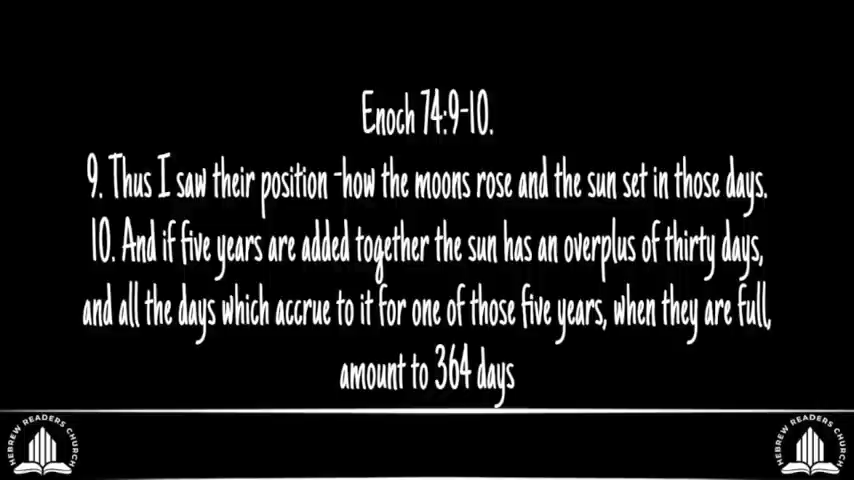 Enoch 74:9-10.
9. Thus I saw their position -how the moons rose and the sun set in those days.
10. And if five years are added together the sun has an overplus of thirty days,
and all the days which accrue to it for one of those five years, when they are full,
amount to 364 days
HEBREW READERS CHURCH
HEBREW READERS CHURCH